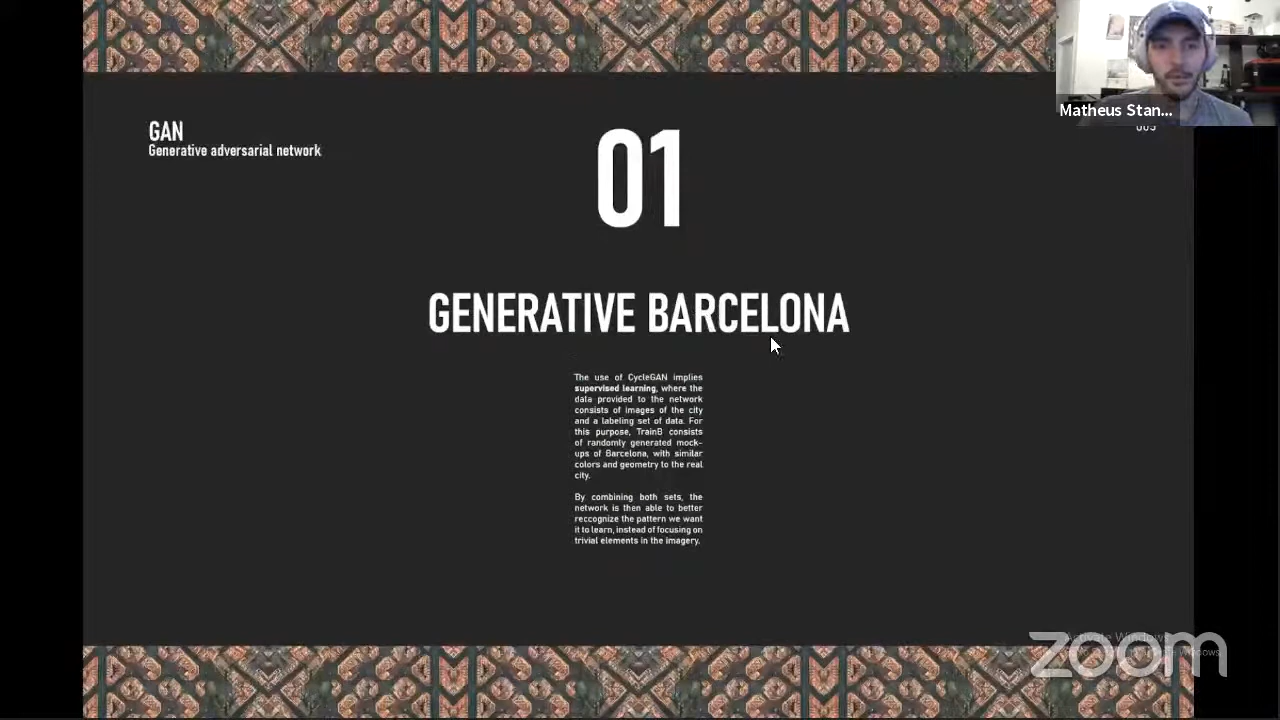 GAN
Generative adversarial network
Matheus Stan...
01
GENERATIVE BARCELONA
The use of CycleGAN implies
supervised learning, where the
data provided to the network
consists of images of the city
and a labeling set of data. For
this purpose, TrainB consists
of randomly generated mock-
ups of Barcelona, with similar
colors and geometry to the real
city.
By combining both sets, the
network is then able to better
reccognize the pattern we want
it to learn, instead of focusing on
trivial elements in the imagery.
Activate Windows
zoom